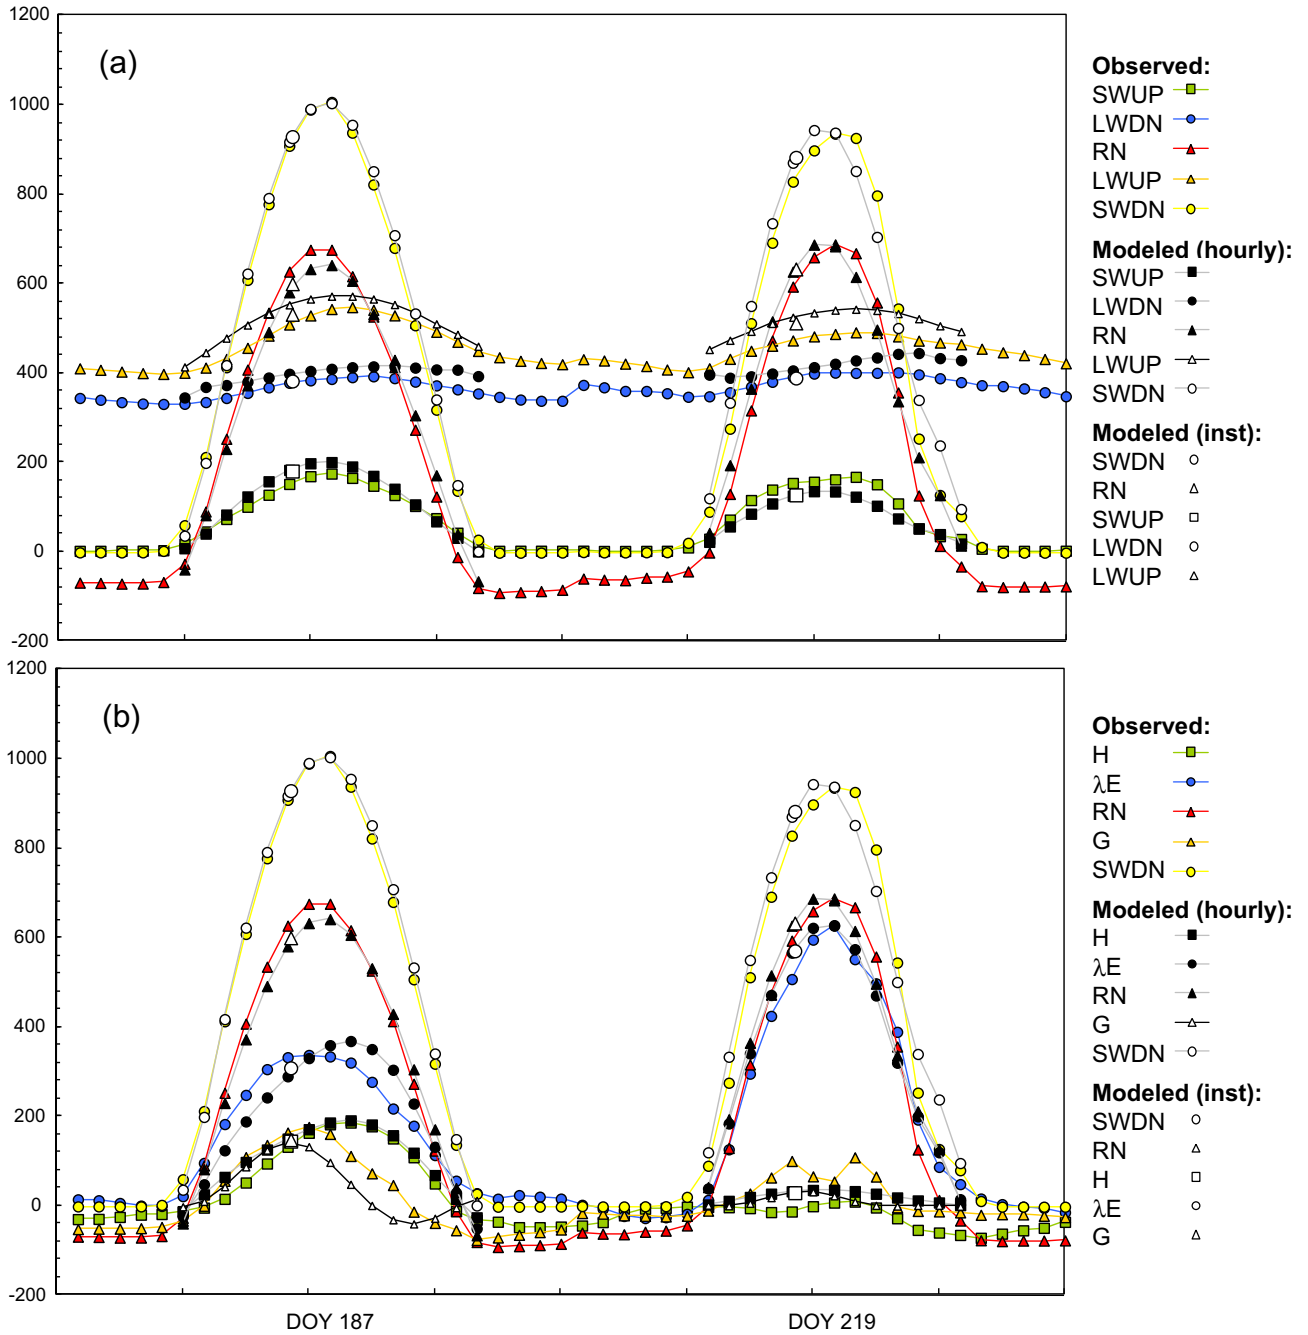 1200
1000
800
600
400
200
0
-200
(a)
Observed:
SWUP
LWDN
RN
LWUP
SWDN
Modeled (hourly):
SWUP
LWDN
RN
LWUP
SWDN
Modeled (inst):
SWDN
RN
SWUP
LWDN
LWUP
1200
1000
800
600
400
200
0
-200
(b)
Observed:
H
λE
RN
G
SWDN
Modeled (hourly):
H
λE
RN
G
SWDN
Modeled (inst):
SWDN
RN
H
λE
G
DOY 187
DOY 219